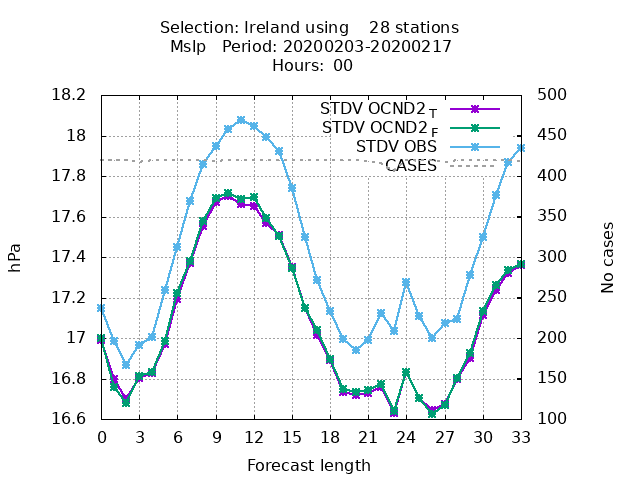 Selection: Ireland using    28 stations
Mslp   Period: 20200203-20200217
Hours:  00
18.2
18
17.8
17.6
17.4
17.2
17
16.8
16.6
hPa
STDV OCND2 T
STDV OCND2 F
STDV OBS
CASES
500
450
400
350
300
250
200
150
100
No cases
0 3 6 9 12 15 18 21 24 27 30 33
Forecast length